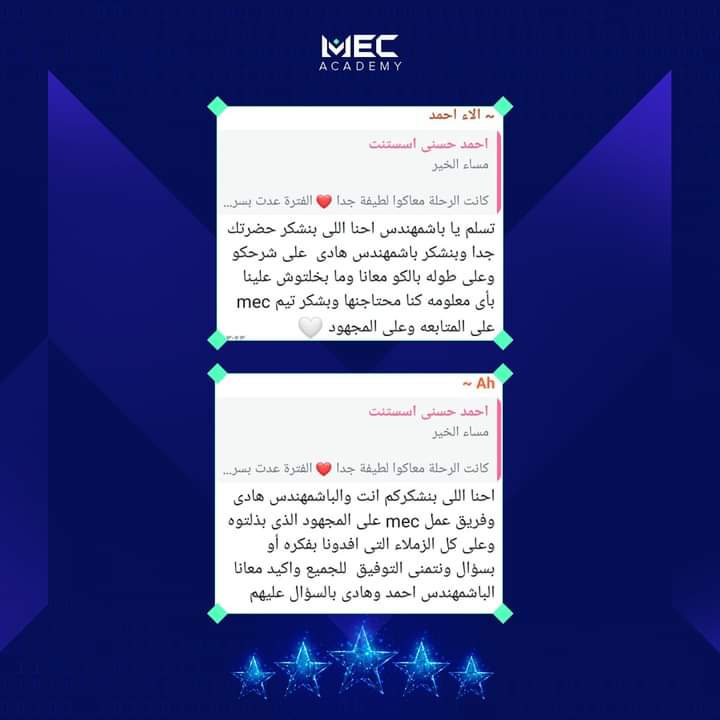 MEC
ACADEMY
~ الاء احمد
احمد حسنى اسستنت
مساء الخير
كانت الرحلة معاكوا لطيفة جدا ❤️ الفترة عدت بسر...
تسلم يا باشمهندس احنا اللى بنشكر حضرتك
جدا وبنشكر باشمهندس هادى على شرحكو
وعلى طوله بالكو معانا وما بخلتوش علينا
بأى معلومه كنا محتاجنها وبشكر تيم mec
على المتابعه وعلى المجهود 🤍
~ Ah
احمد حسنى اسستنت
مساء الخير
كانت الرحلة معاكوا لطيفة جدا ❤️ الفترة عدت بسر...
احنا اللى بنشكركم انت والباشمهندس هادى
وفريق عمل mec على المجهود الذى بذلتوه
وعلى كل الزملاء التى افدونا بفكره أو
بسؤال ونتمنى التوفيق للجميع واكيد معانا
الباشمهندس احمد وهادى بالسؤال عليهم